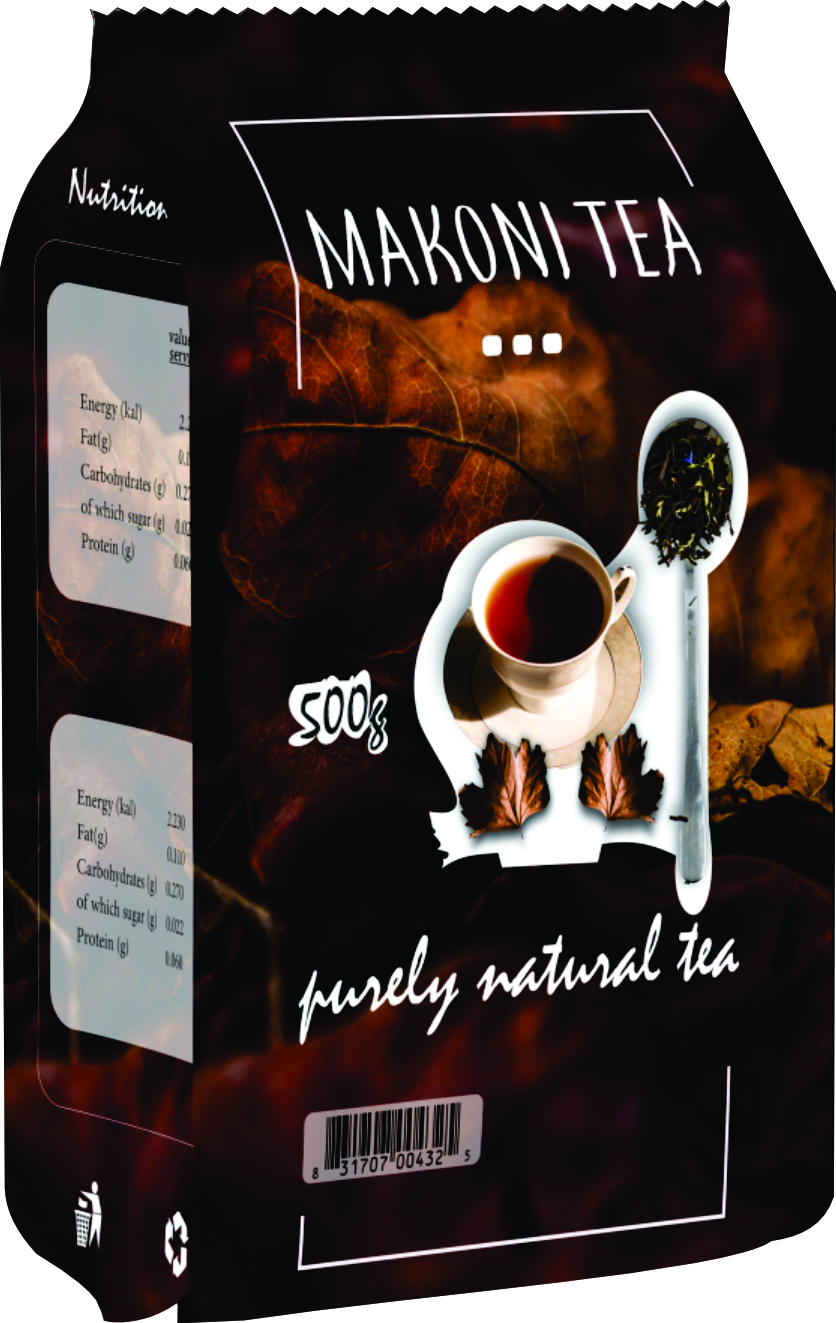 MAKONI TEA
500g
purely natural tea
8 31707 00432 5
Nutrition
Energy (kal)
Fat(g)
Carbohydrates (g)
of which sugar (g)
Protein (g)
Energy (kal) 2.230
Fat(g) 0.110
Carbohydrates (g) 0.270
of which sugar (g) 0.022
Protein (g) 0.060